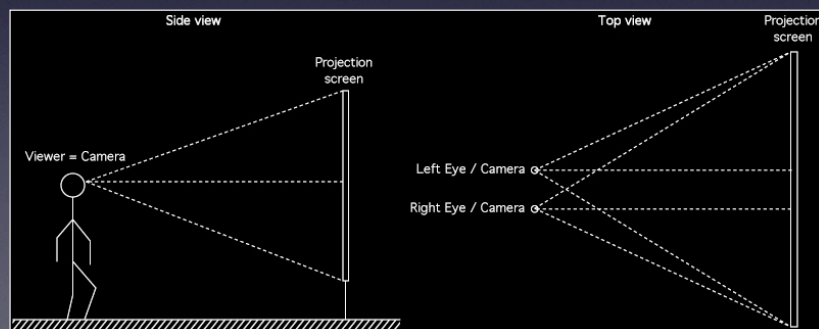 Side view
Projection
screen
Viewer = Camera
Top view
Projection
screen
Left Eye / Camera
Right Eye / Camera